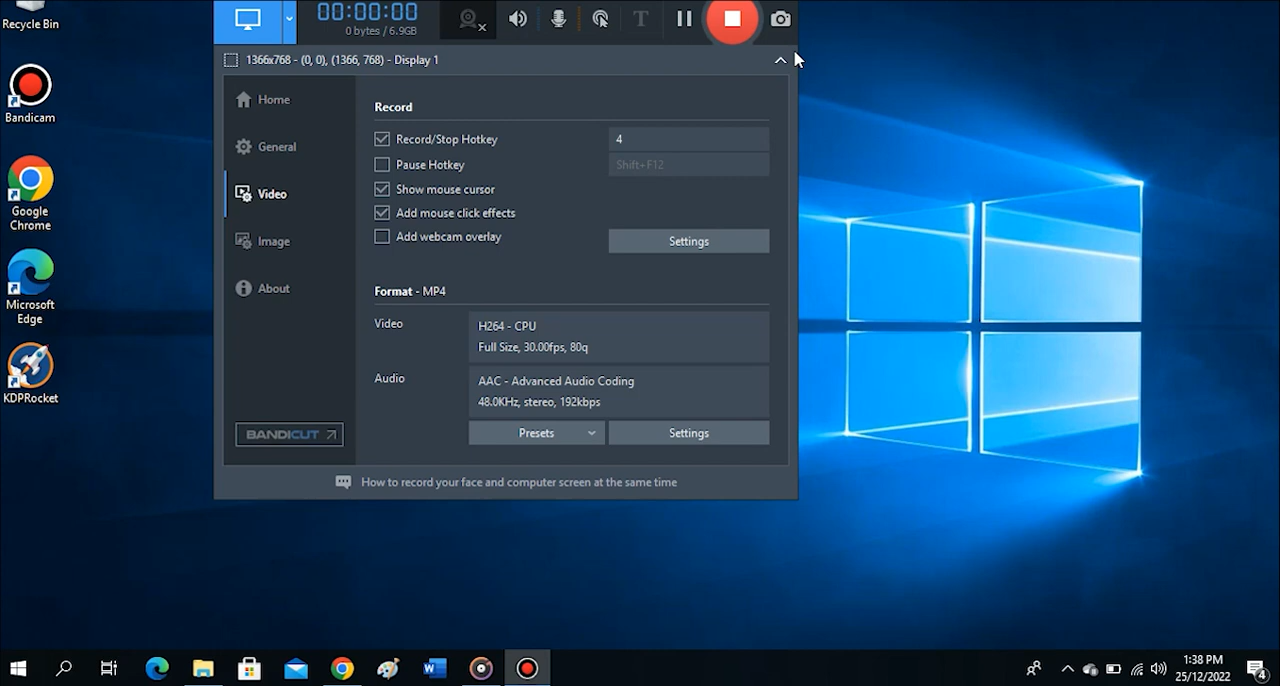 Recycle Bin
Bandicam
Google
Chrome
Microsoft
Edge
KDPRocket
00:00:00
0 bytes / 6.9GB
T
1366x768 - (0, 0), (1366, 768) - Display 1
Home
General
Video
Image
About
BANDICUT
Record
Record/Stop Hotkey 4
Pause Hotkey Shift+F12
Show mouse cursor
Add mouse click effects
Add webcam overlay Settings
Format - MP4
Video H264 - CPU
Full Size, 30.00fps, 80q
Audio AAC - Advanced Audio Coding
48.0KHz, stereo, 192kbps
Presets Settings
How to record your face and computer screen at the same time
W
1:38 PM
25/12/2022
4